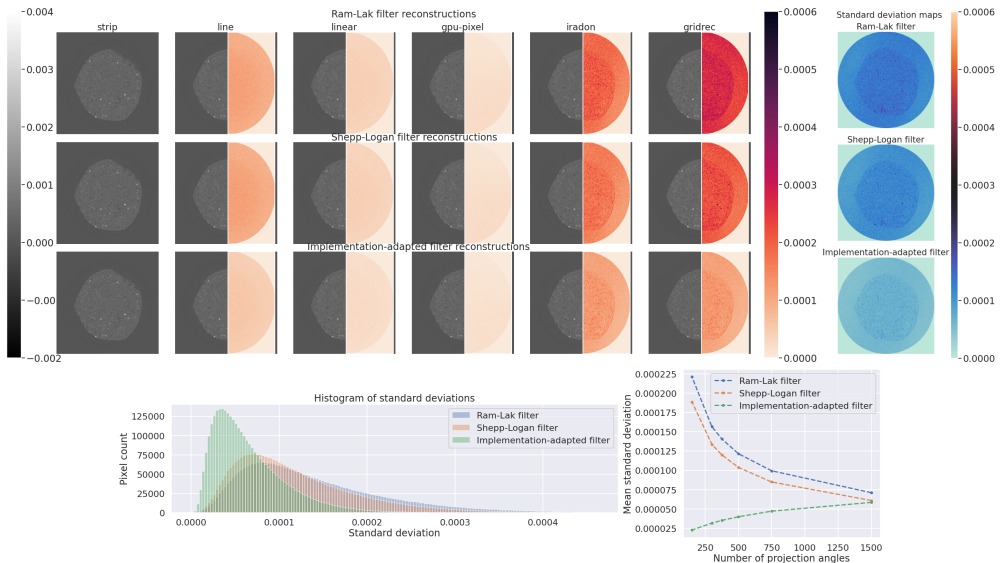 Ram-Lak filter reconstructions
strip line linear gpu-pixel iradon gridrec
Standard deviation maps
Ram-Lak filter
0.004
0.003
0.002
0.001
0.000
−0.00
−0.002
Shepp-Logan filter reconstructions
Implementation-adapted filter reconstructions
0.0006
0.0005
0.0004
0.0003
0.0002
0.0001
0.0000
Shepp-Logan filter
Implementation-adapted filter
0.0006
0.0005
0.0004
0.0003
0.0002
0.0001
0.0000
Histogram of standard deviations
Pixel count
125000
100000
75000
50000
25000
0
Ram-Lak filter
Shepp-Logan filter
Implementation-adapted filter
0.0000 0.0001 0.0002 0.0003 0.0004
Standard deviation
Mean standard deviation
0.000225
0.000200
0.000175
0.000150
0.000125
0.000100
0.000075
0.000050
0.000025
Ram-Lak filter
Shepp-Logan filter
Implementation-adapted filter
250 500 750 1000 1250 1500
Number of projection angles